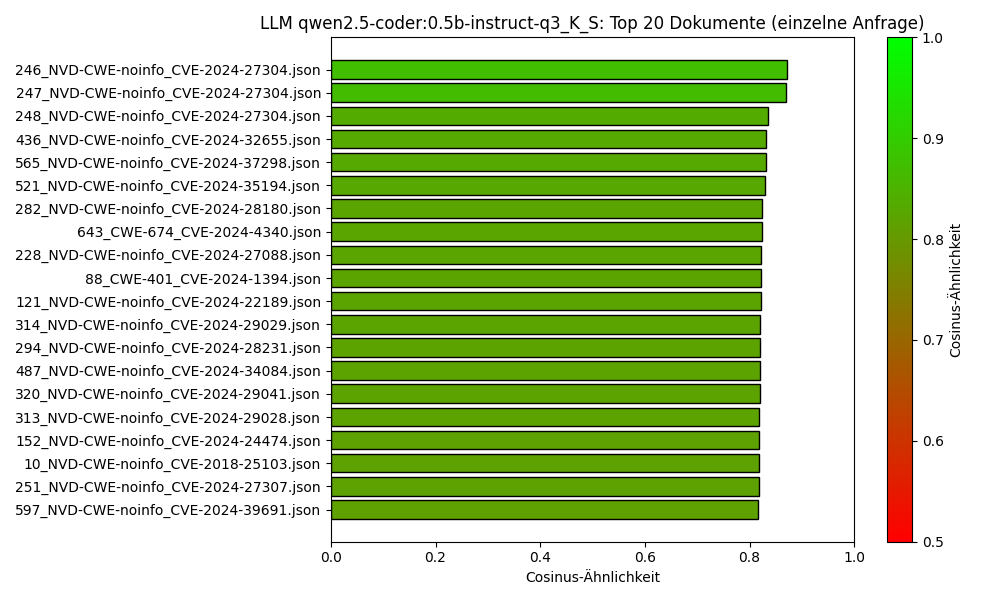 LLM qwen2.5-coder:0.5b-instruct-q3_K_S: Top 20 Dokumente (einzelne Anfrage)
246_NVD-CWE-noinfo_CVE-2024-27304.json
247_NVD-CWE-noinfo_CVE-2024-27304.json
248_NVD-CWE-noinfo_CVE-2024-27304.json
436_NVD-CWE-noinfo_CVE-2024-32655.json
565_NVD-CWE-noinfo_CVE-2024-37298.json
521_NVD-CWE-noinfo_CVE-2024-35194.json
282_NVD-CWE-noinfo_CVE-2024-28180.json
643_CWE-674_CVE-2024-4340.json
228_NVD-CWE-noinfo_CVE-2024-27088.json
88_CWE-401_CVE-2024-1394.json
121_NVD-CWE-noinfo_CVE-2024-22189.json
314_NVD-CWE-noinfo_CVE-2024-29029.json
294_NVD-CWE-noinfo_CVE-2024-28231.json
487_NVD-CWE-noinfo_CVE-2024-34084.json
320_NVD-CWE-noinfo_CVE-2024-29041.json
313_NVD-CWE-noinfo_CVE-2024-29028.json
152_NVD-CWE-noinfo_CVE-2024-24474.json
10_NVD-CWE-noinfo_CVE-2018-25103.json
251_NVD-CWE-noinfo_CVE-2024-27307.json
597_NVD-CWE-noinfo_CVE-2024-39691.json
0.0 0.2 0.4 0.6 0.8 1.0
Cosinus-Ähnlichkeit
1.0
0.9
0.8
0.7
0.6
0.5
Cosinus-Ähnlichkeit